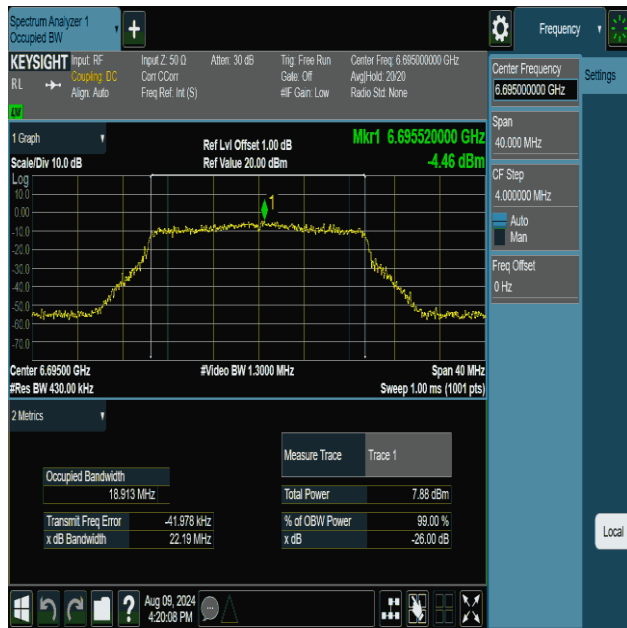 Spectrum Analyzer 1
Occupied BW
+
Frequency
KEYSIGHT Input: RF Input Z: 50 Ω Atten: 30 dB Trig: Free Run Center Freq: 6.695000000 GHz
RL Coupling: DC Corr CCorr Gate: Off Avg|Hold: 20/20
Align: Auto Freq Ref: Int (S) #IF Gain: Low Radio Std: None
Center Frequency
6.695000000 GHz
Settings
Span
40.000 MHz
CF Step
4.000000 MHz
Auto
Man
Freq Offset
0 Hz
Local
1 Graph
Ref Lvl Offset 1.00 dB
Mkr1 6.695520000 GHz
Scale/Div 10.0 dB
Ref Value 20.00 dBm
-4.46 dBm
Log
10.0
0.00
-10.0
-20.0
-30.0
-40.0
-50.0
-60.0
-70.0
1
Center 6.69500 GHz #Video BW 1.3000 MHz Span 40 MHz
#Res BW 430.00 kHz Sweep 1.00 ms (1001 pts)
2 Metrics
Measure Trace Trace 1
Occupied Bandwidth
18.913 MHz
Total Power 7.88 dBm
Transmit Freq Error -41.978 kHz
% of OBW Power 99.00 %
x dB Bandwidth 22.19 MHz
x dB -26.00 dB
?
Aug 09, 2024
4:20:08 PM